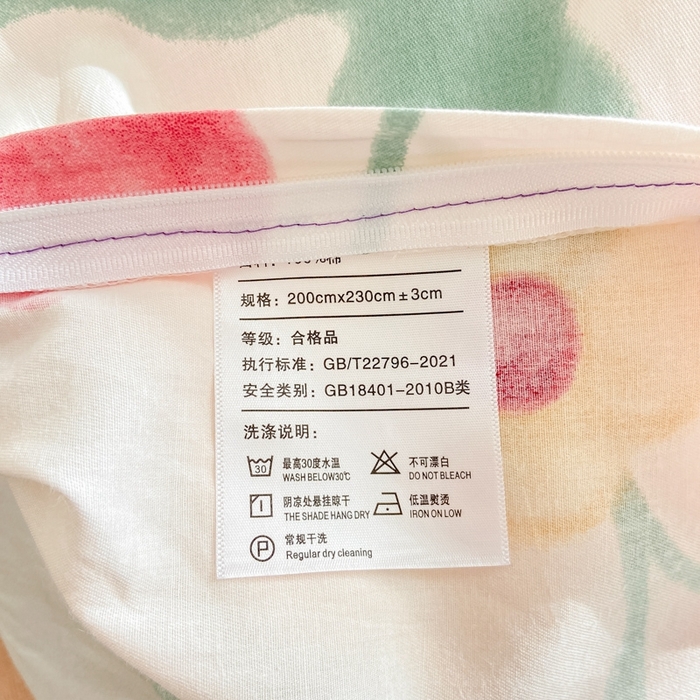 100%棉
规格：200cmx230cm±3cm
等级：合格品
执行标准：GB/T22796-2021
安全类别：GB18401-2010B类
洗涤说明：
30 最高30度水温 不可漂白
WASH BELOW30℃ DO NOT BLEACH
阴凉处悬挂晾干 低温熨烫
THE SHADE HANG DRY IRON ON LOW
P 常规干洗
Regular dry cleaning